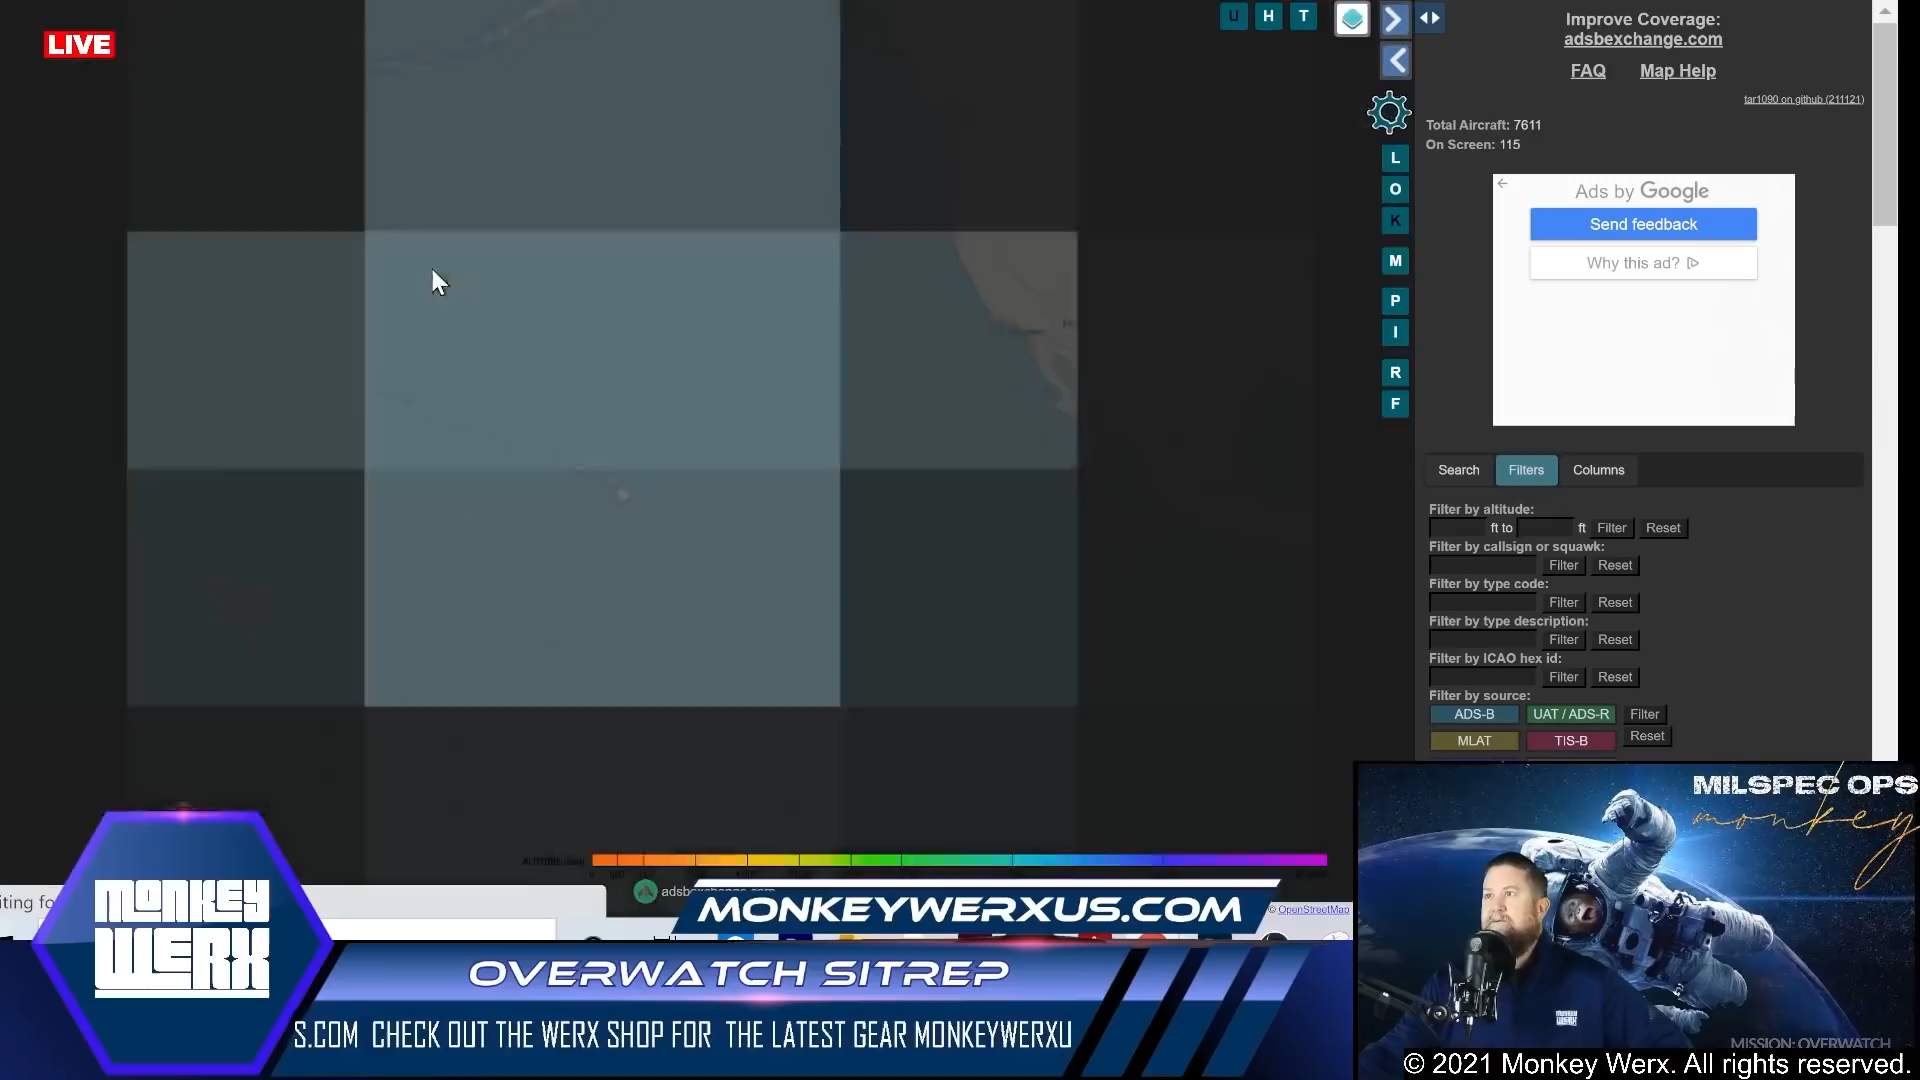 LIVE
U H T
Improve Coverage:
adsbexchange.com
FAQ Map Help
tar1090 on github (211121)
Total Aircraft: 7611
On Screen: 115
L
O
K
M
P
I
R
F
Ads by Google
Send feedback
Why this ad?
Search Filters Columns
Filter by altitude:
ft to ft Filter Reset
Filter by callsign or squawk:
Filter Reset
Filter by type code:
Filter Reset
Filter by type description:
Filter Reset
Filter by ICAO hex id:
Filter Reset
Filter by source:
ADS-B UAT / ADS-R Filter
MLAT TIS-B Reset
MILSPEC OPS
monkey
iting fo
adsbexchange.com
© OpenStreetMap
MONKEY
WERX
MONKEYWERXUS.COM
OVERWATCH SITREP
S.COM CHECK OUT THE WERX SHOP FOR THE LATEST GEAR MONKEYWERXU
MISSION: OVERWATCH
© 2021 Monkey Werx. All rights reserved.